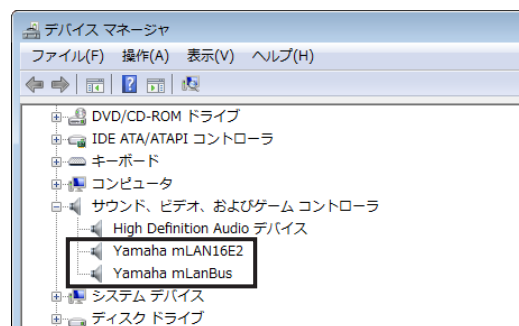 デバイス マネージャ
ファイル(F) 操作(A) 表示(V) ヘルプ(H)
DVD/CD-ROM ドライブ
IDE ATA/ATAPI コントローラ
キーボード
コンピュータ
サウンド、ビデオ、およびゲーム コントローラ
High Definition Audio デバイス
Yamaha mLAN16E2
Yamaha mLanBus
システム デバイス
ディスク ドライブ